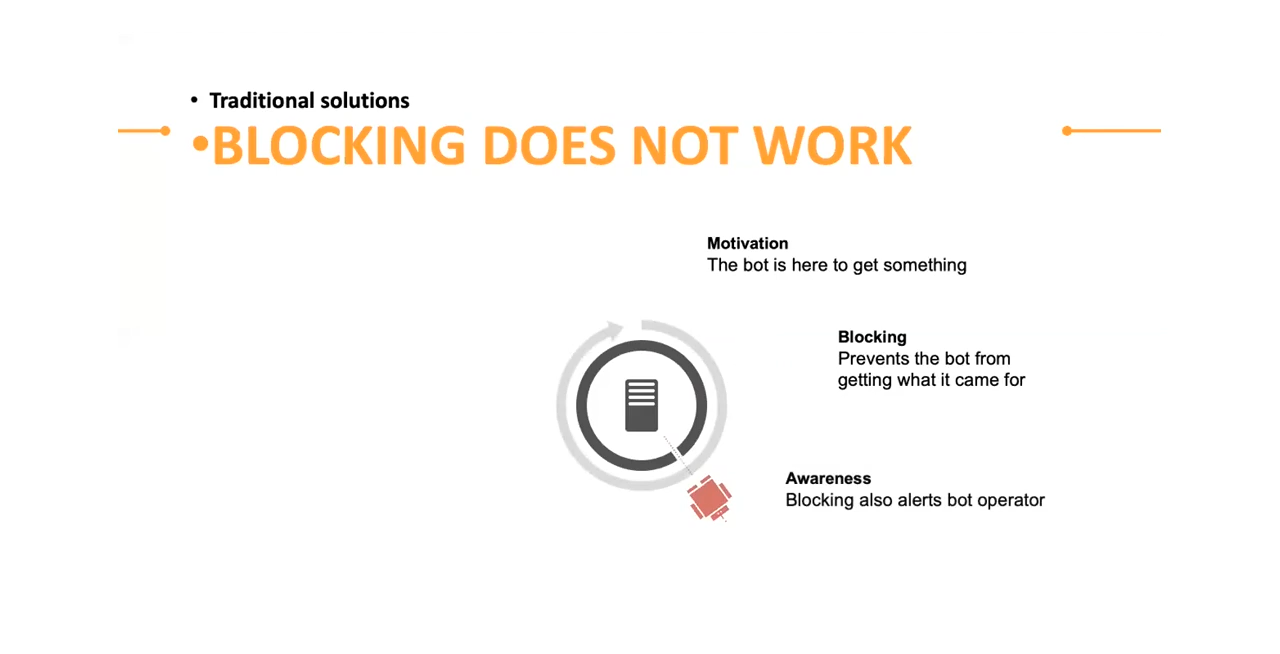 • Traditional solutions
•BLOCKING DOES NOT WORK
Motivation
The bot is here to get something
Blocking
Prevents the bot from
getting what it came for
Awareness
Blocking also alerts bot operator